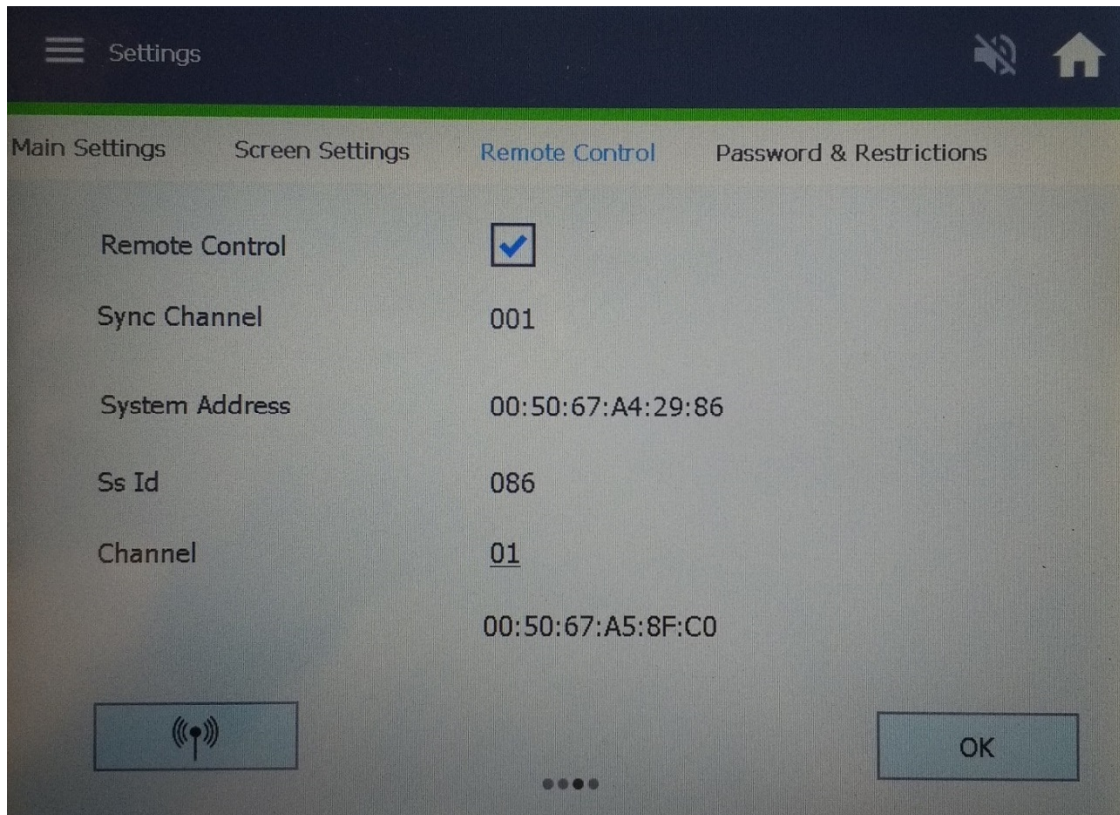 Settings
Main Settings Screen Settings Remote Control Password & Restrictions
Remote Control
Sync Channel 001
System Address 00:50:67:A4:29:86
Ss Id 086
Channel 01
00:50:67:A5:8F:C0
OK